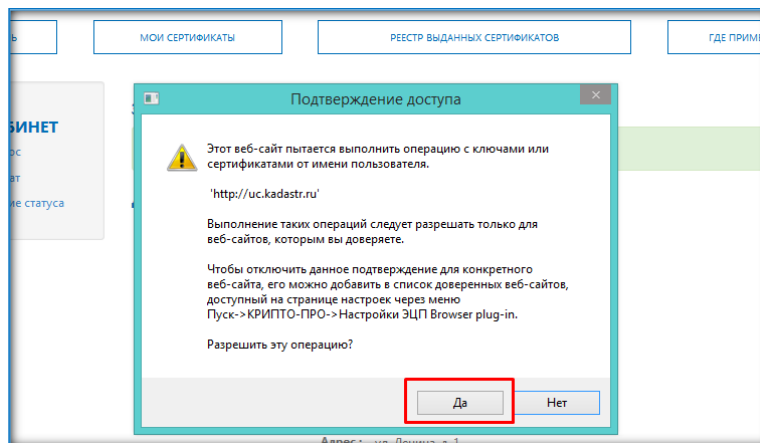 МОИ СЕРТИФИКАТЫ
РЕЕСТР ВЫДАННЫХ СЕРТИФИКАТОВ
ГДЕ ПРИМЕ
Подтверждение доступа
БИНЕТ
ос
ат
ие статуса
Этот веб-сайт пытается выполнить операцию с ключами или
сертификатами от имени пользователя.
'http://uc.kadastr.ru'
Выполнение таких операций следует разрешать только для
веб-сайтов, которым вы доверяете.
Чтобы отключить данное подтверждение для конкретного
веб-сайта, его можно добавить в список доверенных веб-сайтов,
доступный на странице настроек через меню
Пуск->КРИПТО-ПРО->Настройки ЭЦП Browser plug-in.
Разрешить эту операцию?
Да
Нет
Адрес: ул. Ленина, д. 1